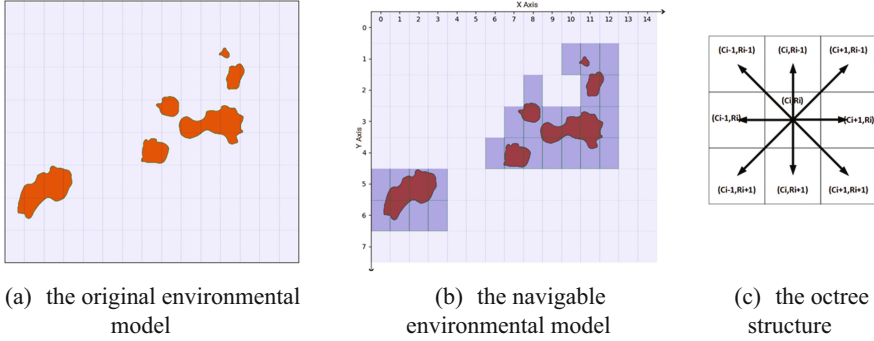 X Axis
0 1 2 3 4 5 6 7 8 9 10 11 12 13 14
0
1
2
3
4
5
6
7
Y Axis
(Ci-1,Ri-1) (Ci,Ri-1) (Ci+1,Ri-1)
(Ci,Ri)
(Ci-1,Ri) (Ci+1,Ri)
(Ci-1,Ri+1) (Ci,Ri+1) (Ci+1,Ri+1)
(a) the original environmental
model
(b) the navigable
environmental model
(c) the octree
structure